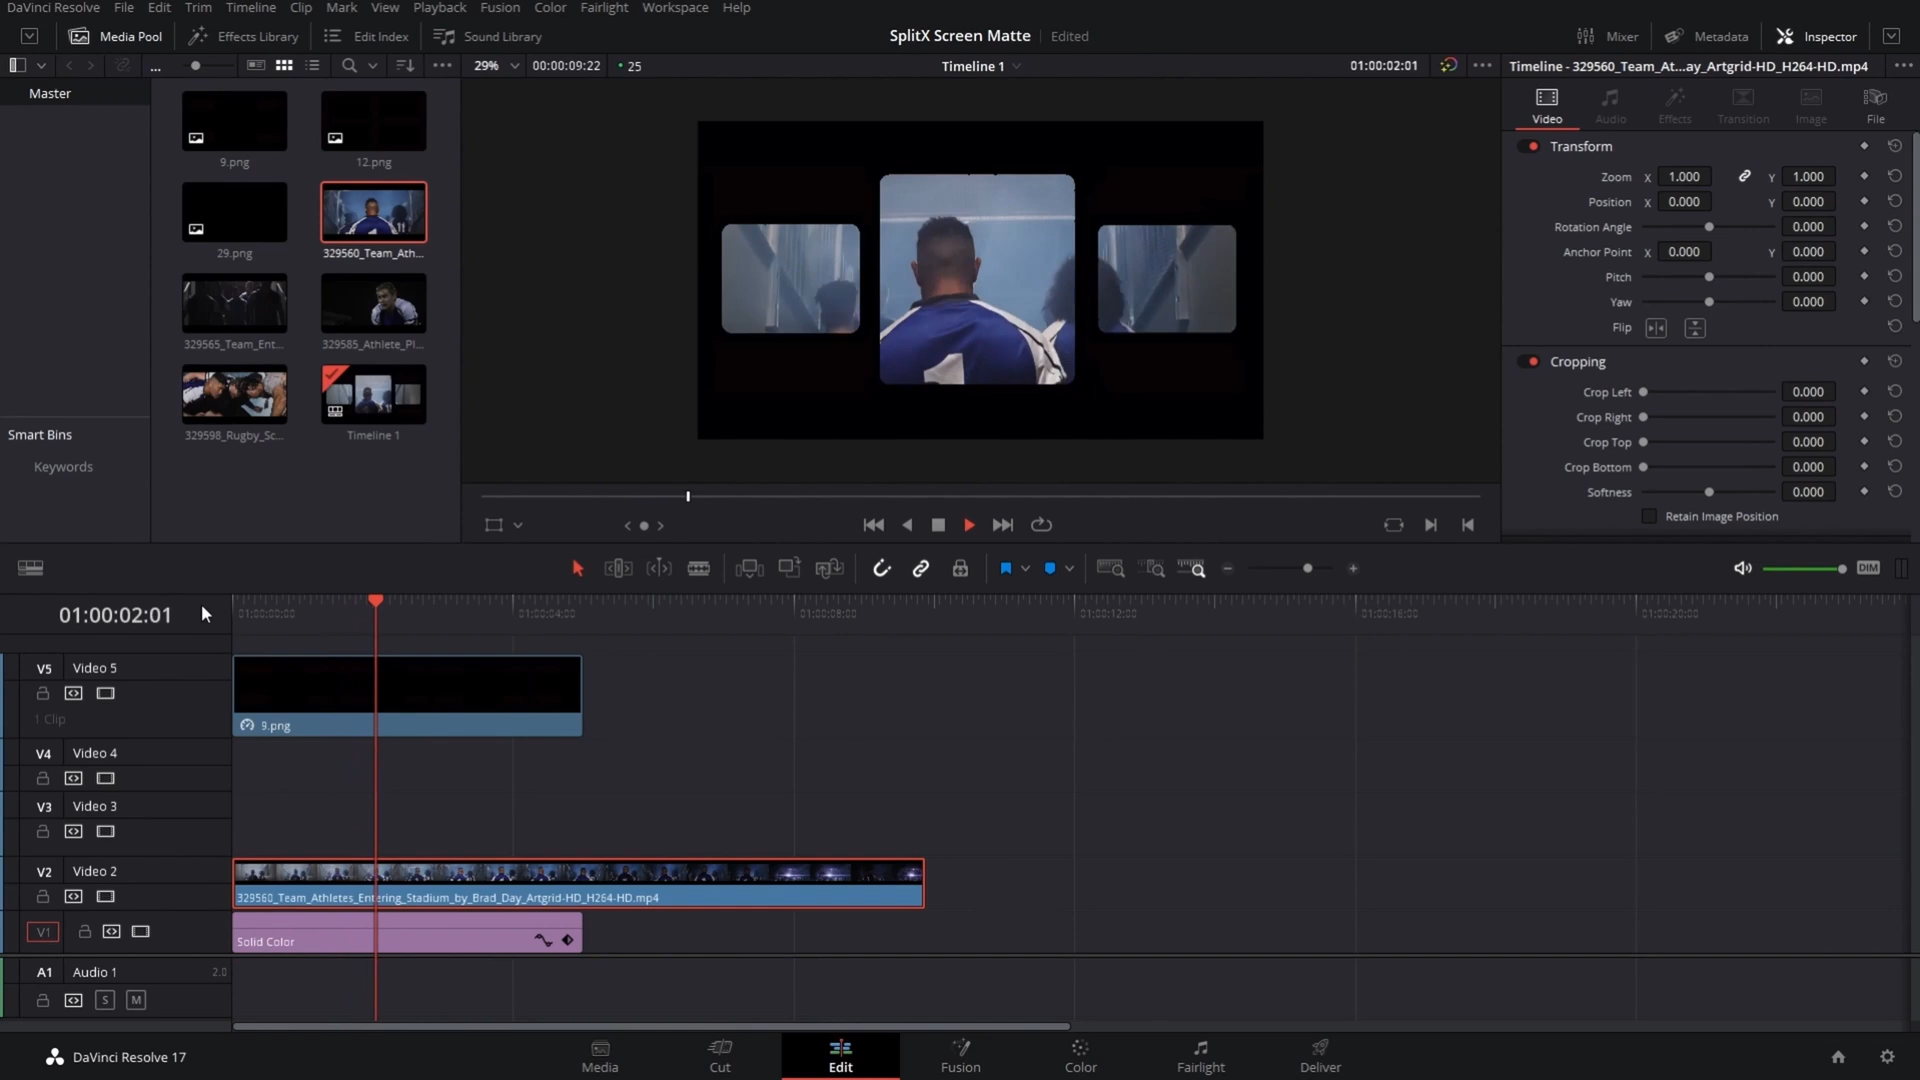 DaVinci Resolve File Edit Trim Timeline Clip Mark View Playback Fusion Color Fairlight Workspace Help
Media Pool Effects Library Edit Index Sound Library SplitX Screen Matte Edited Mixer Metadata Inspector
... 29% 00:00:09:22 25 Timeline 1 01:00:02:01 Timeline - 329560_Team_At...ay_Artgrid-HD_H264-HD.mp4
Master
Video Audio Effects Transition Image File
9.png 12.png
Transform
Zoom X 1.000 Y 1.000
Position X 0.000 Y 0.000
Rotation Angle 0.000
29.png 329560_Team_Ath...
Anchor Point X 0.000 Y 0.000
Pitch 0.000
Yaw 0.000
Flip
329565_Team_Ent... 329585_Athlete_Pl...
Cropping
Crop Left 0.000
Crop Right 0.000
329598_Rugby_Sc... Timeline 1
Smart Bins
Crop Top 0.000
Keywords
Crop Bottom 0.000
Softness 0.000
Retain Image Position
1
DIM
01:00:02:01
01:00:00:00 01:00:04:00 01:00:08:00 01:00:12:00 01:00:16:00 01:00:20:00
V5 Video 5
1 Clip
9.png
V4 Video 4
V3 Video 3
V2 Video 2
329560_Team_Athletes_Entering_Stadium_by_Brad_Day_Artgrid-HD_H264-HD.mp4
V1
Solid Color
A1 Audio 1 2.0
S M
DaVinci Resolve 17
Media Cut Edit Fusion Color Fairlight Deliver